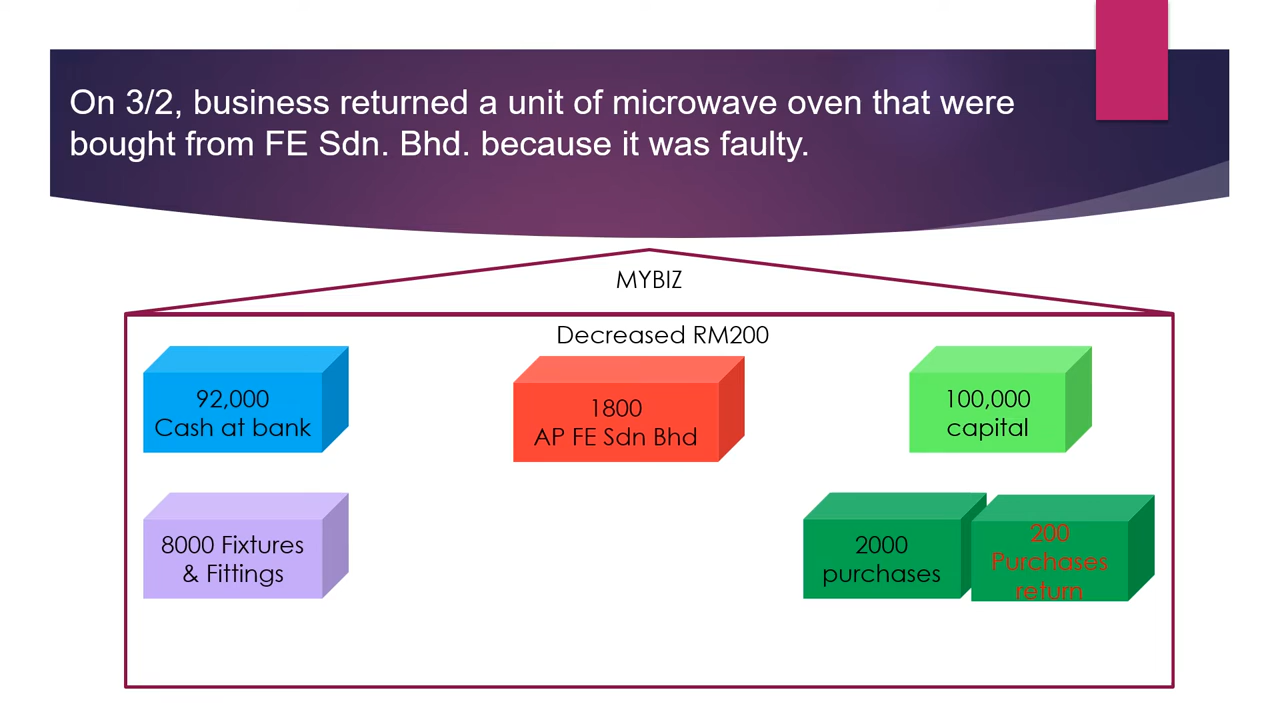 On 3/2, business returned a unit of microwave oven that were
bought from FE Sdn. Bhd. because it was faulty.
MYBIZ
Decreased RM200
92,000
Cash at bank
1800
AP FE Sdn Bhd
100,000
capital
8000 Fixtures
& Fittings
2000
purchases
200
Purchases
return